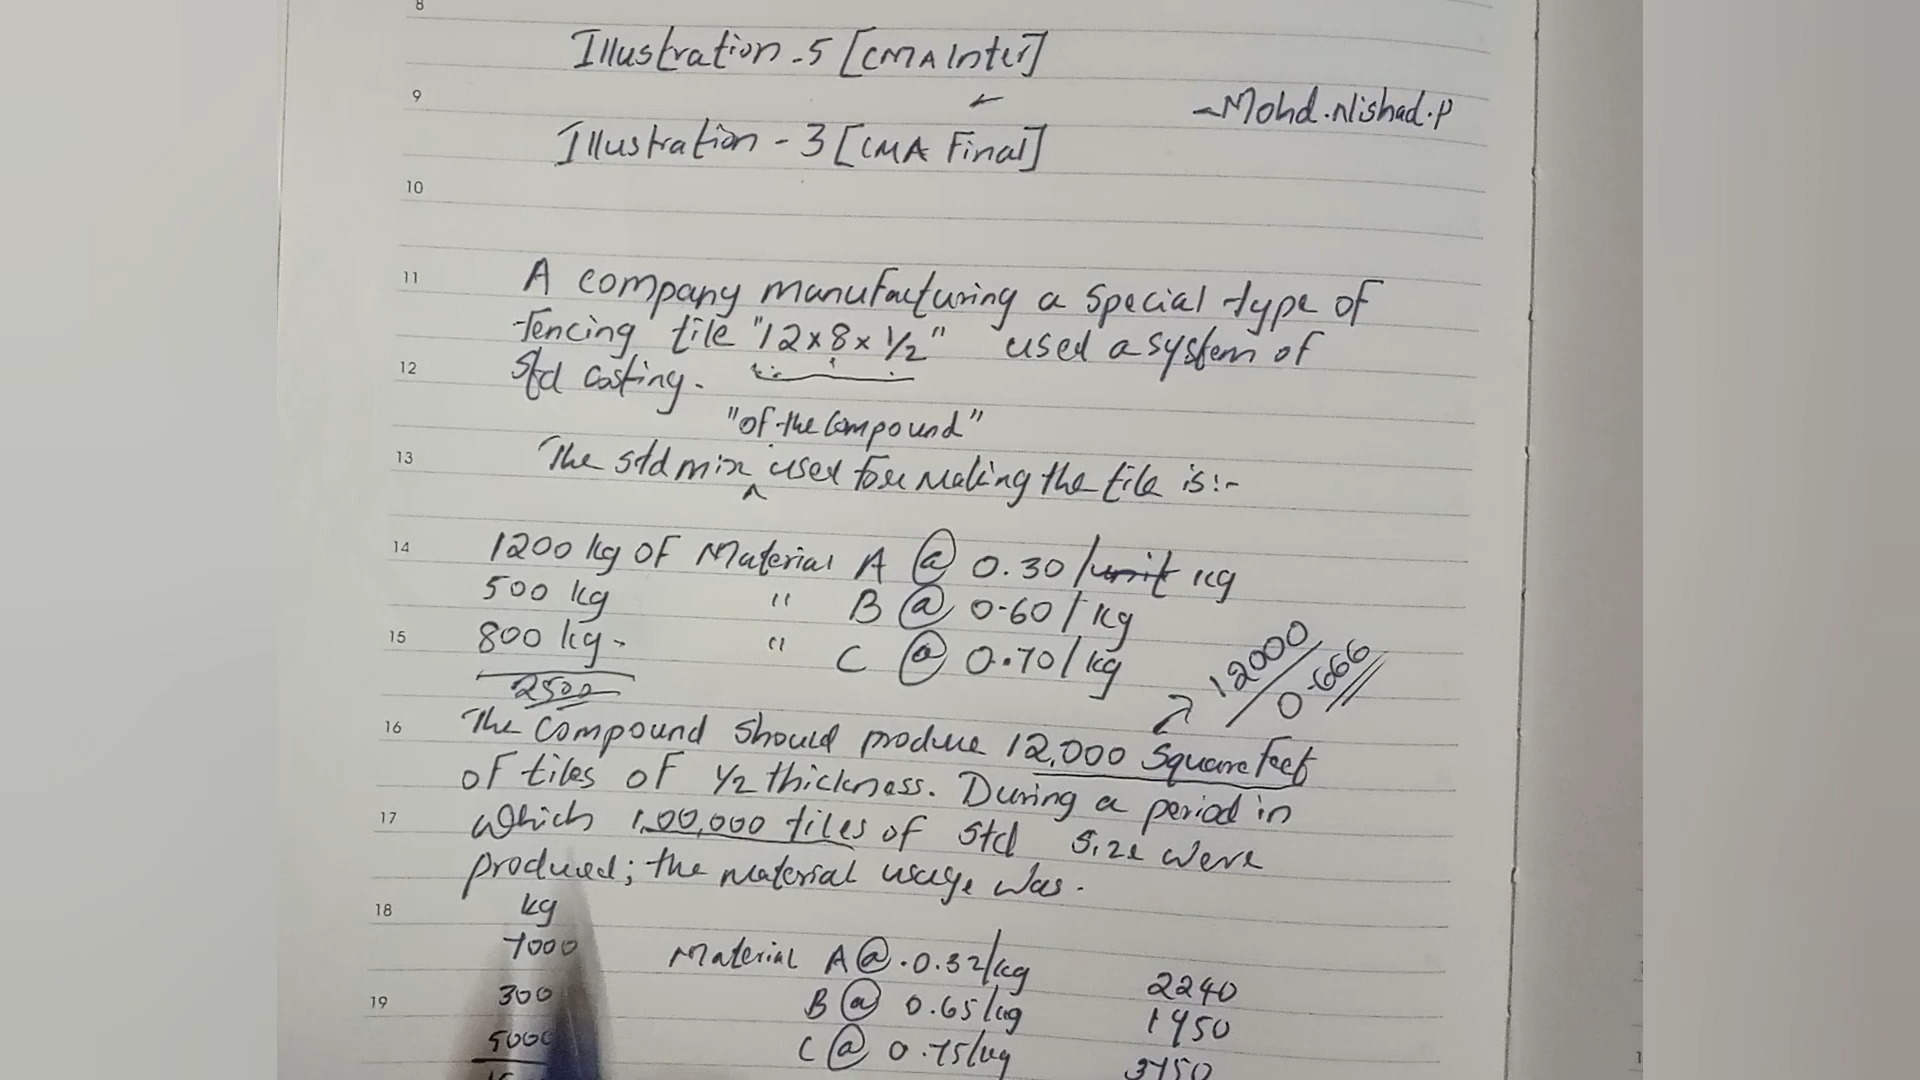 8
Illustration - 5 [CMA Inter]
9
- Mohd. Nishad. P
Illustration - 3 [CMA Final]
10
11
A company manufacturing a special type of
fencing tile "12 x 8 x 1/2" used a system of
12
std costing.
"of the compound"
13
The std mix used for making the tile is :-
14
1200 kg of Material A @ 0.30 / unit kg
500 kg " B @ 0.60 / kg
15
800 kg. " C @ 0.70 / kg
2500
12000 / 0.666
16
The compound should produce 12,000 Square feet
of tiles of 1/2 thickness. During a period in
17
which 1,00,000 tiles of std size were
produced; the material usage was.
18
kg
7000 Material A @ .0.32/kg 2240
19
300 B @ 0.65/kg 1950
5000 C @ 0.75/kg 3750